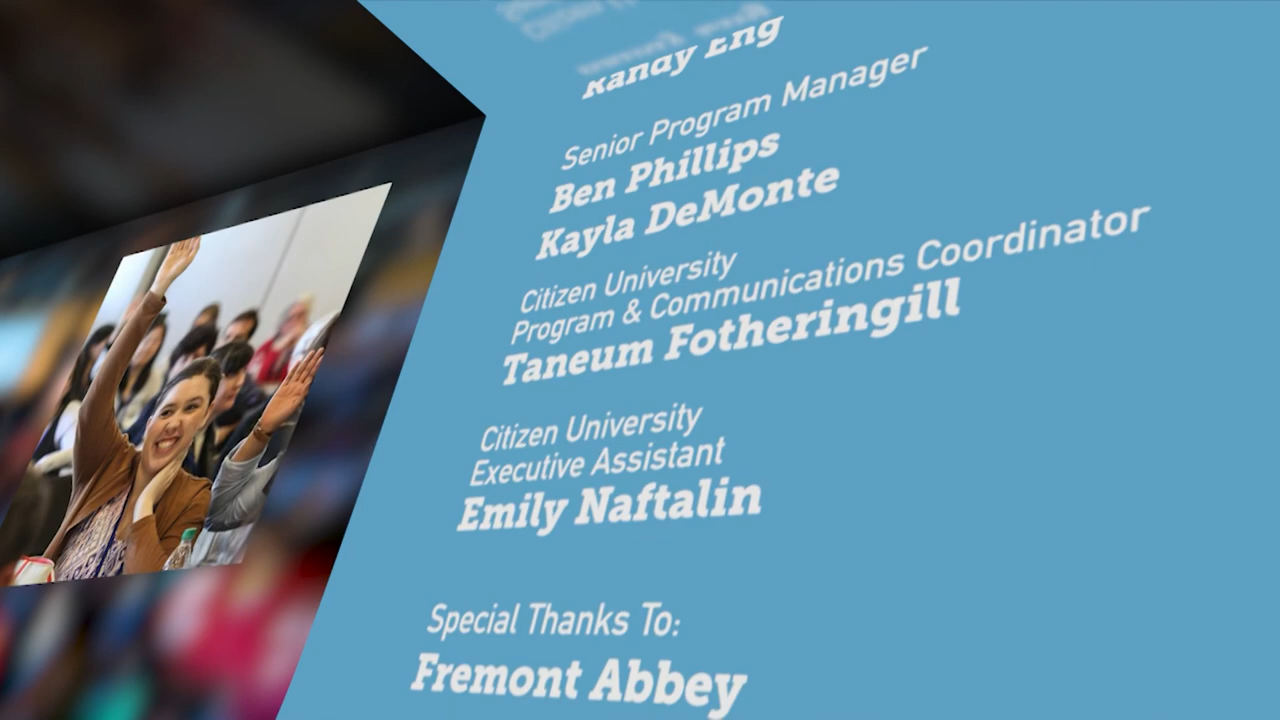 Randy Eng
Senior Program Manager
Ben Phillips
Kayla DeMonte
Citizen University
Program & Communications Coordinator
Taneum Fotheringill
Citizen University
Executive Assistant
Emily Naftalin
Special Thanks To:
Fremont Abbey